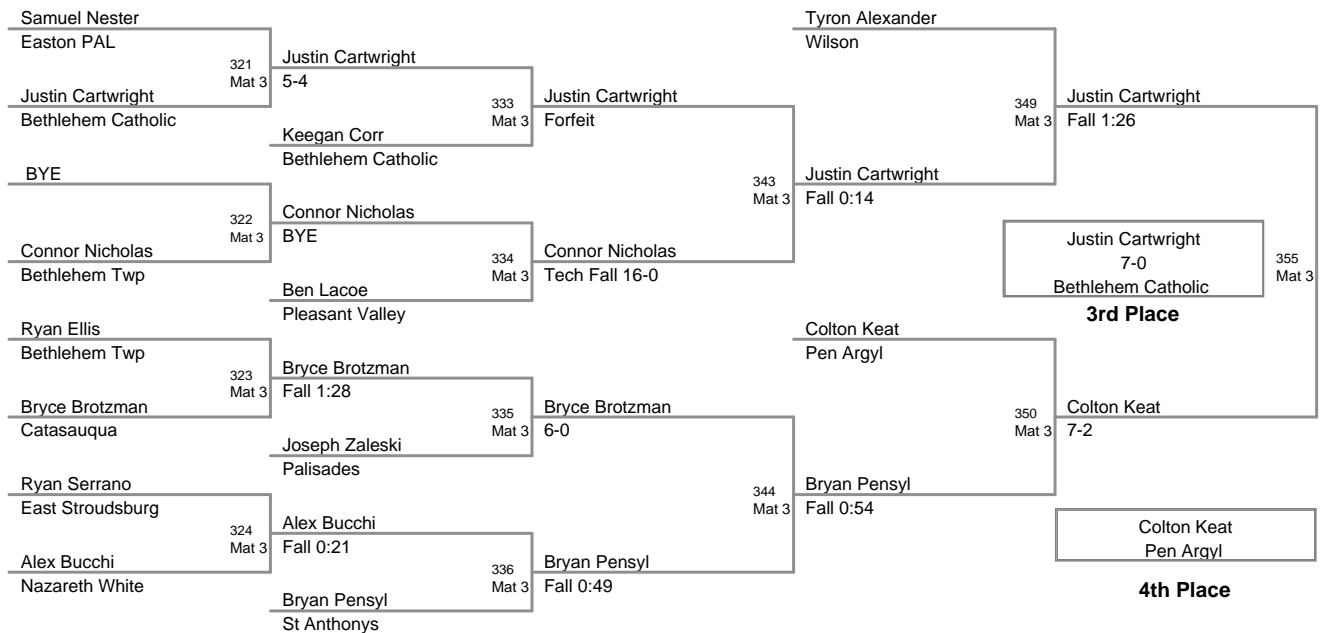 Samuel Nester
Easton PAL
321
Mat 3
Justin Cartwright
5-4
Justin Cartwright
Bethlehem Catholic
333
Mat 3
Justin Cartwright
Forfeit
Keegan Corr
Bethlehem Catholic
BYE
322
Mat 3
Connor Nicholas
BYE
Connor Nicholas
Bethlehem Twp
334
Mat 3
Connor Nicholas
Tech Fall 16-0
Ben Lacoe
Pleasant Valley
343
Mat 3
Justin Cartwright
Fall 0:14
Tyron Alexander
Wilson
349
Mat 3
Justin Cartwright
Fall 1:26
Ryan Ellis
Bethlehem Twp
323
Mat 3
Bryce Brotzman
Fall 1:28
Bryce Brotzman
Catasauqua
335
Mat 3
Bryce Brotzman
6-0
Joseph Zaleski
Palisades
Ryan Serrano
East Stroudsburg
324
Mat 3
Alex Bucchi
Fall 0:21
Alex Bucchi
Nazareth White
336
Mat 3
Bryan Pensyl
Fall 0:49
Bryan Pensyl
St Anthonys
344
Mat 3
Bryan Pensyl
Fall 0:54
Colton Keat
Pen Argyl
350
Mat 3
Colton Keat
7-2
355
Mat 3
Justin Cartwright
7-0
Bethlehem Catholic
3rd Place
Colton Keat
Pen Argyl
4th Place